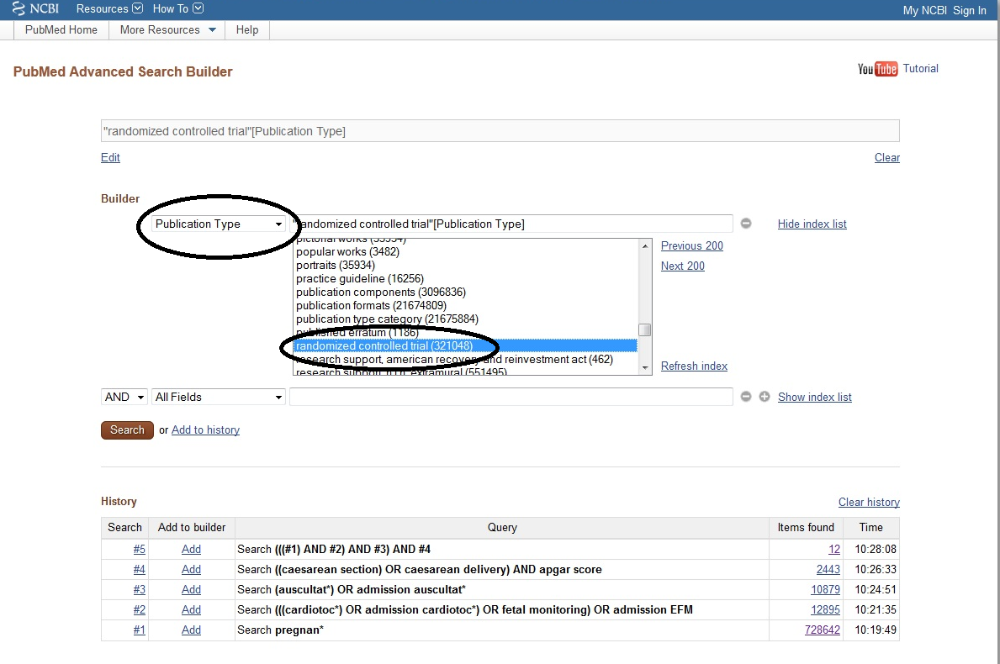 NCBI Resources How To My NCBI Sign In
PubMed Home More Resources Help
PubMed Advanced Search Builder
YouTube Tutorial
"randomized controlled trial"[Publication Type]
Edit Clear
Builder
Publication Type "randomized controlled trial"[Publication Type] Hide index list
pictorial works
popular works (3482) Previous 200
portraits (35934)
practice guideline (16256) Next 200
publication components (3096836)
publication formats (21674809)
publication type category (21675884)
published erratum (1186)
randomized controlled trial (321048)
research support, american recovery and reinvestment act (462)
research support, n.i.h. extramural (551495) Refresh index
AND All Fields Show index list
Search or Add to history
History Clear history
Search Add to builder Query Items found Time
#5 Add Search (((#1) AND #2) AND #3) AND #4 12 10:28:08
#4 Add Search ((caesarean section) OR caesarean delivery) AND apgar score 2443 10:26:33
#3 Add Search (auscultat*) OR admission auscultat* 10879 10:24:51
#2 Add Search (((cardiotoc*) OR admission cardiotoc*) OR fetal monitoring) OR admission EFM 12895 10:21:35
#1 Add Search pregnan* 728642 10:19:49